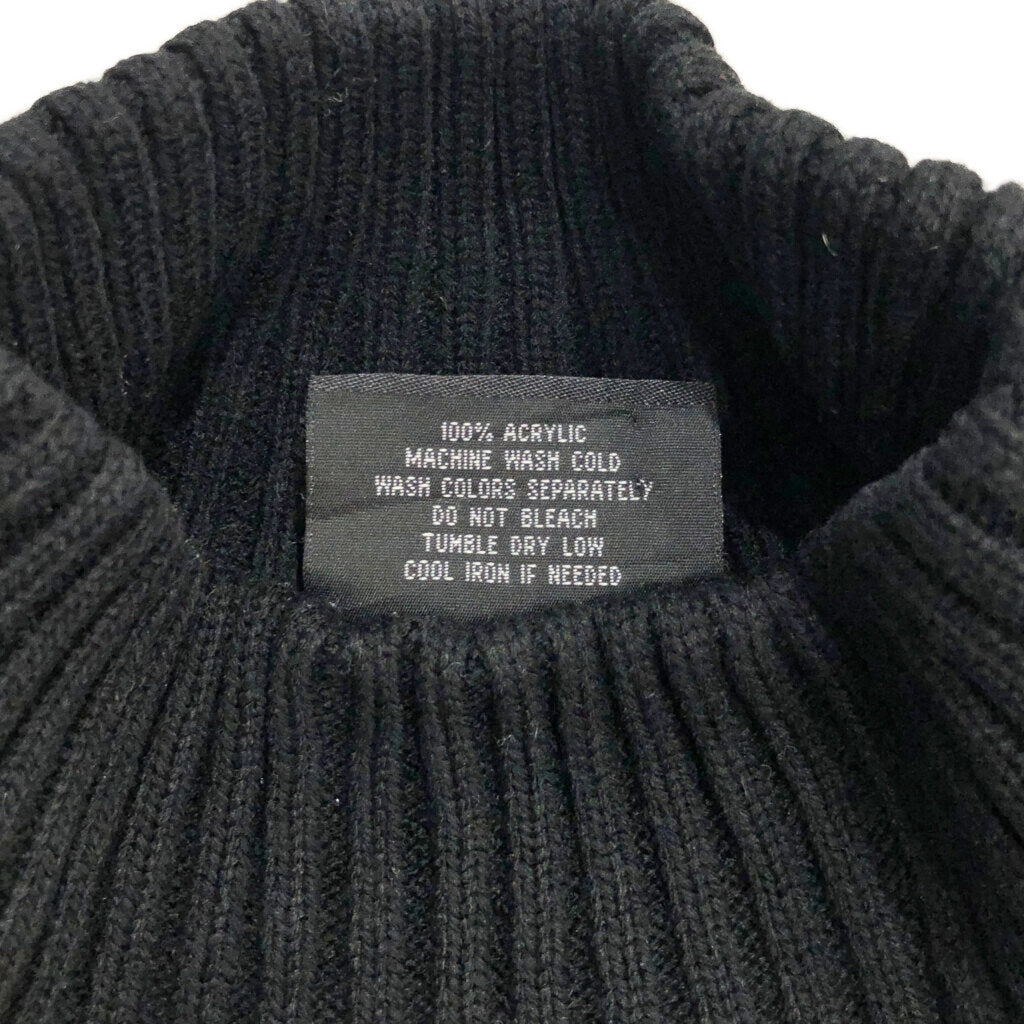 100% ACRYLIC
MACHINE WASH COLD
WASH COLORS SEPARATELY
DO NOT BLEACH
TUMBLE DRY LOW
COOL IRON IF NEEDED